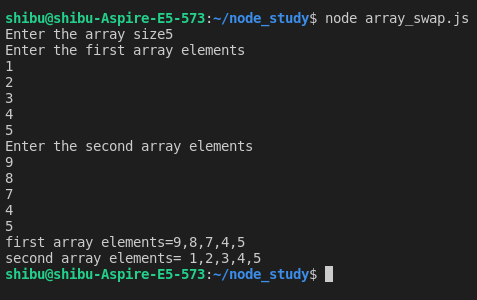 shibu@shibu-Aspire-E5-573:~/node_study$ node array_swap.js
Enter the array size5
Enter the first array elements
1
2
3
4
5
Enter the second array elements
9
8
7
4
5
first array elements=9,8,7,4,5
second array elements= 1,2,3,4,5
shibu@shibu-Aspire-E5-573:~/node_study$